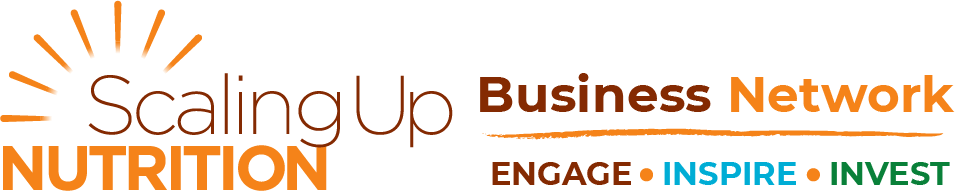 Scaling Up
NUTRITION
Business Network
ENGAGE • INSPIRE • INVEST